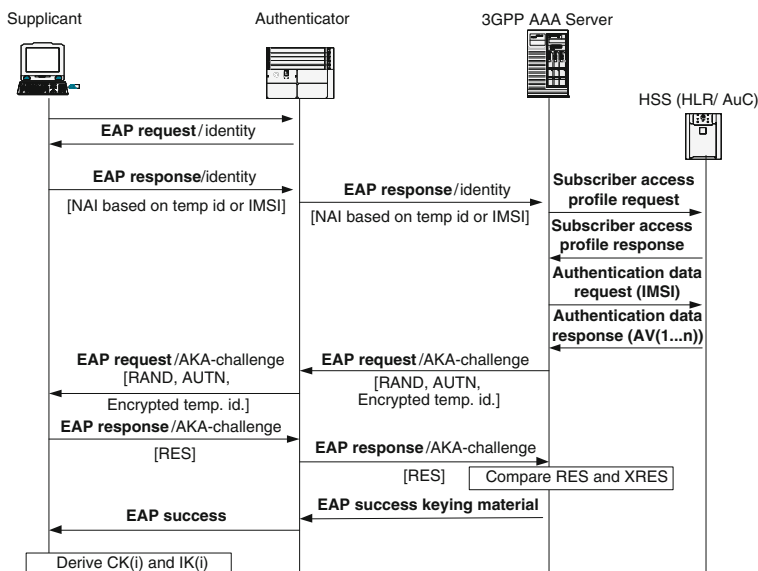 Supplicant
Authenticator
3GPP AAA Server
HSS (HLR/ AuC)
EAP request/identity
EAP response/identity
[NAI based on temp id or IMSI]
EAP response/identity
[NAI based on temp id or IMSI]
Subscriber access
profile request
Subscriber access
profile response
Authentication data
request (IMSI)
Authentication data
response (AV(1...n))
EAP request/AKA-challenge
[RAND, AUTN,
Encrypted temp. id.]
EAP request/AKA-challenge
[RAND, AUTN,
Encrypted temp. id.]
EAP response/AKA-challenge
[RES]
EAP response/AKA-challenge
[RES]
Compare RES and XRES
EAP success keying material
EAP success
Derive CK(i) and IK(i)